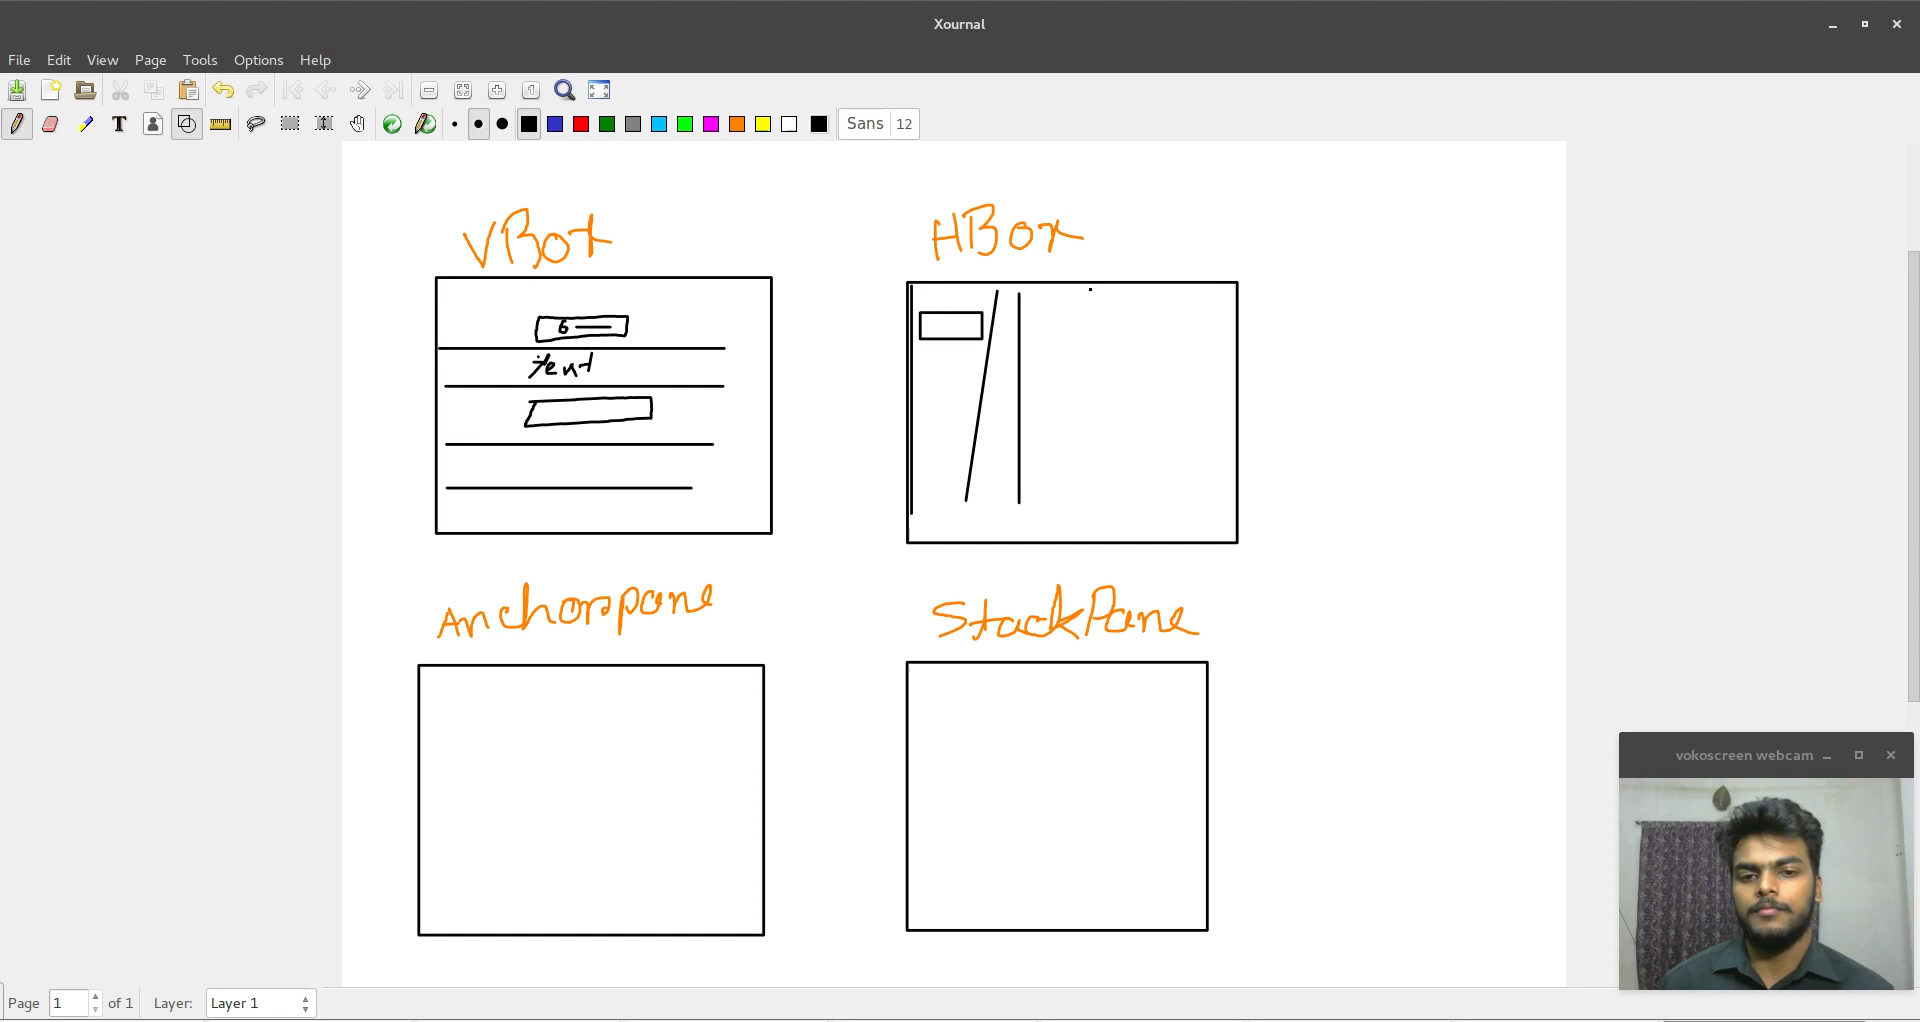 Xournal
File Edit View Page Tools Options Help
Sans 12
VBox HBox
6
text
Anchorpane StackPane
vokoscreen webcam
Page 1 of 1 Layer: Layer 1